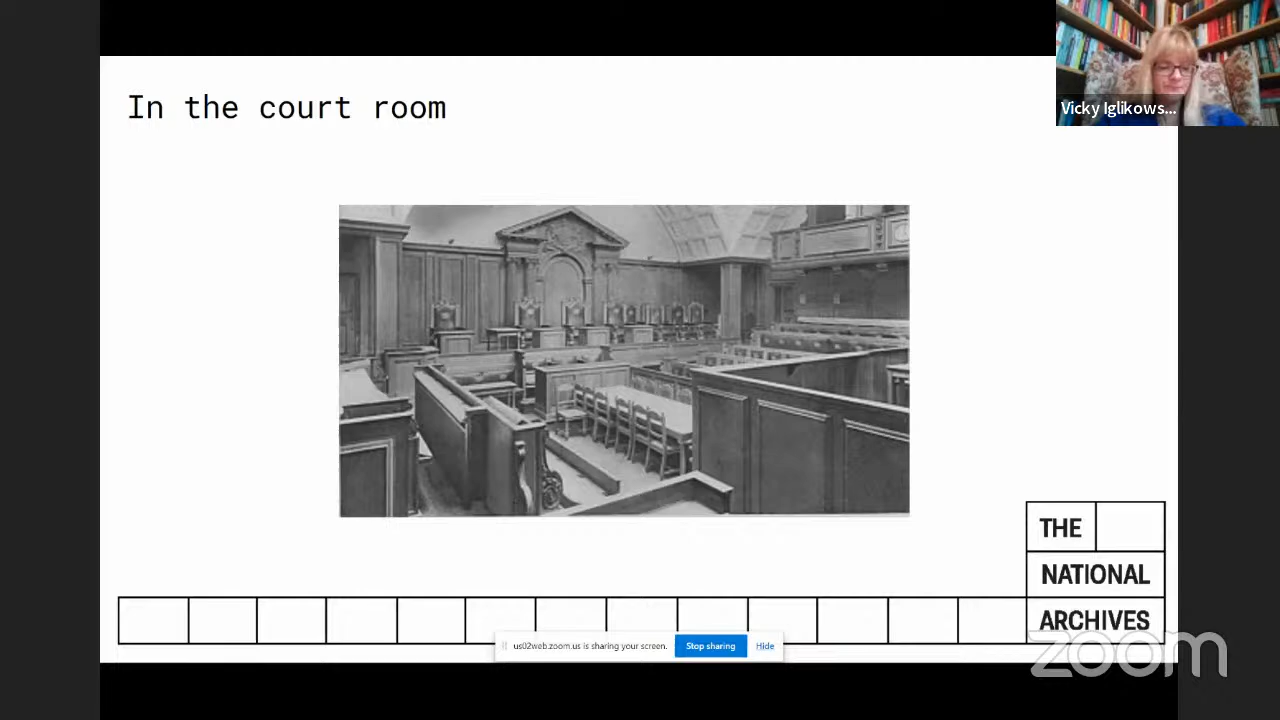 In the court room
Vicky Iglikows...
THE
NATIONAL
ARCHIVES
us02web.zoom.us is sharing your screen.
Stop sharing
Hide
zoom